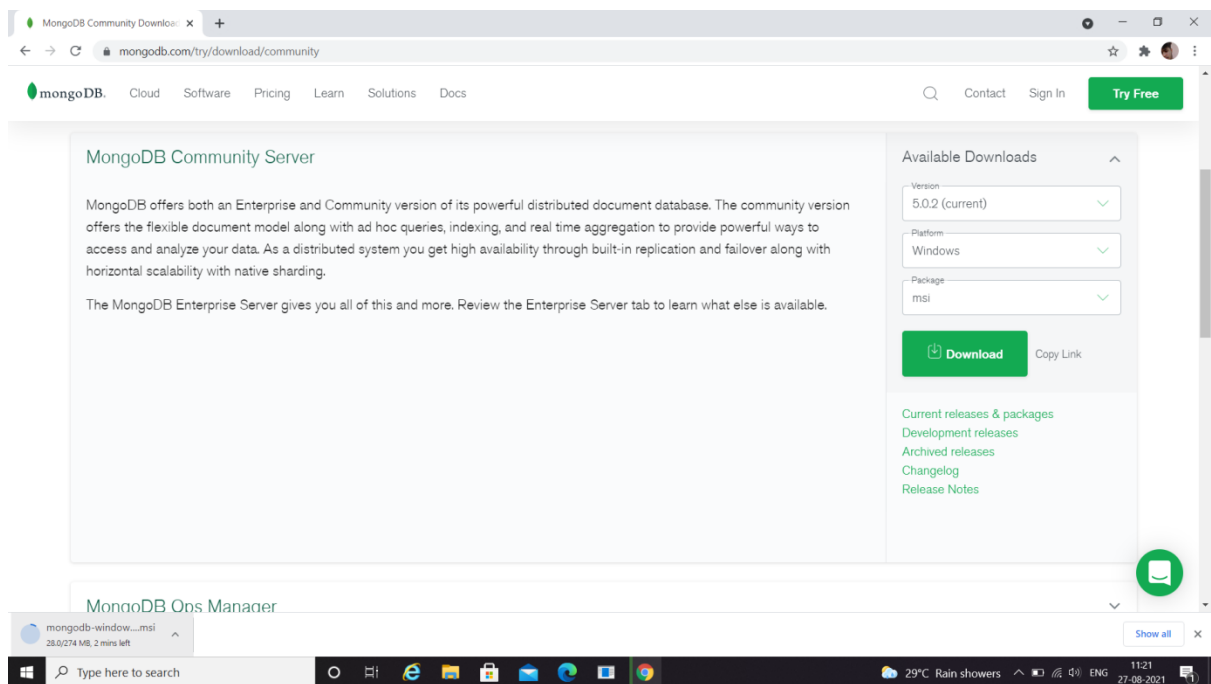 MongoDB Community Download
mongodb.com/try/download/community
mongoDB. Cloud Software Pricing Learn Solutions Docs Contact Sign In Try Free
MongoDB Community Server
MongoDB offers both an Enterprise and Community version of its powerful distributed document database. The community version
offers the flexible document model along with ad hoc queries, indexing, and real time aggregation to provide powerful ways to
access and analyze your data. As a distributed system you get high availability through built-in replication and failover along with
horizontal scalability with native sharding.
The MongoDB Enterprise Server gives you all of this and more. Review the Enterprise Server tab to learn what else is available.
Available Downloads
Version
5.0.2 (current)
Platform
Windows
Package
msi
Download Copy Link
Current releases & packages
Development releases
Archived releases
Changelog
Release Notes
MongoDB Ops Manager
mongodb-window....msi
28.0/274 MB, 2 mins left
Show all
Type here to search
29°C Rain showers
ENG
11:21
27-08-2021
1